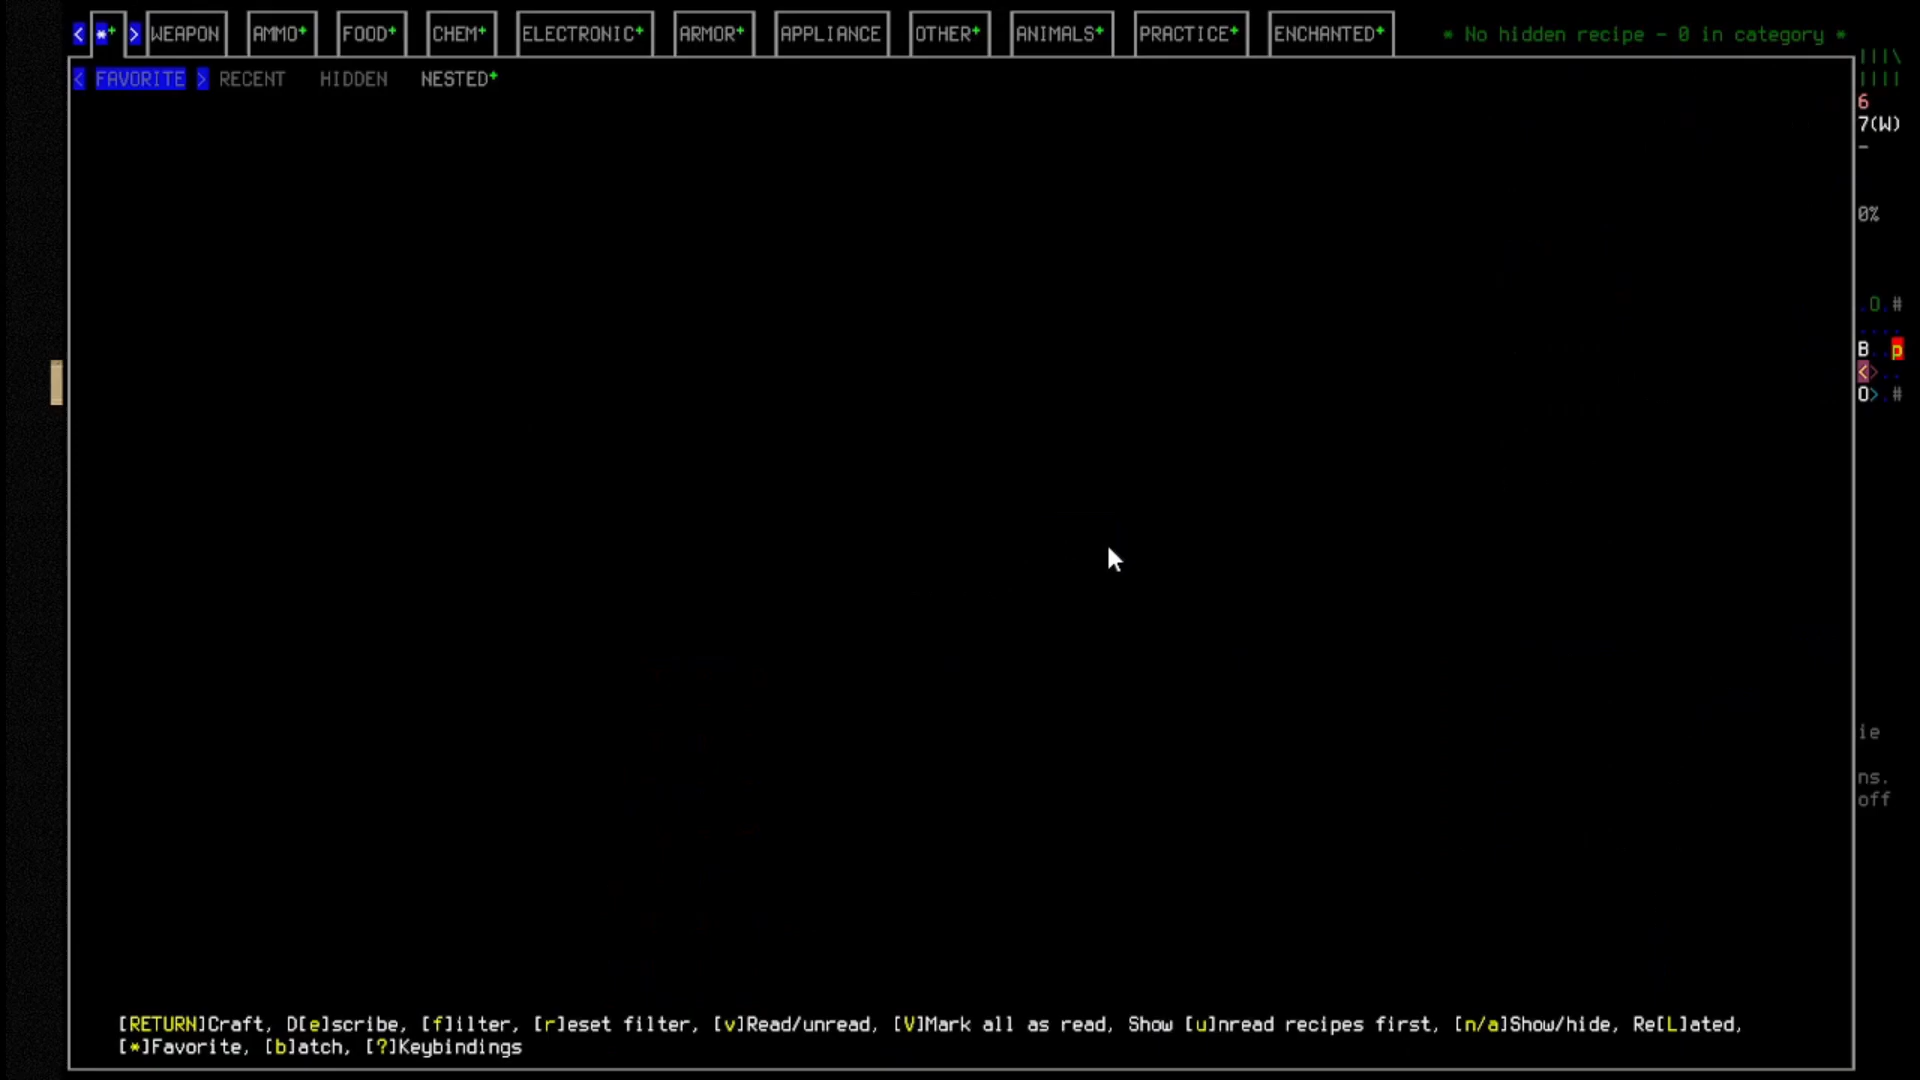 < *+ > WEAPON AMMO+ FOOD+ CHEM+ ELECTRONIC+ ARMOR+ APPLIANCE OTHER+ ANIMALS+ PRACTICE+ ENCHANTED+ * No hidden recipe - 0 in category *
|||\
< FAVORITE > RECENT HIDDEN NESTED+ ||||
6
7(W)
-
0%
.O.#
....
B..p
<>..
O>.#
ie
ns.
off
[RETURN]Craft, D[e]scribe, [f]ilter, [r]eset filter, [v]Read/unread, [V]Mark all as read, Show [u]nread recipes first, [n/a]Show/hide, Re[L]ated,
[*]Favorite, [b]atch, [?]Keybindings